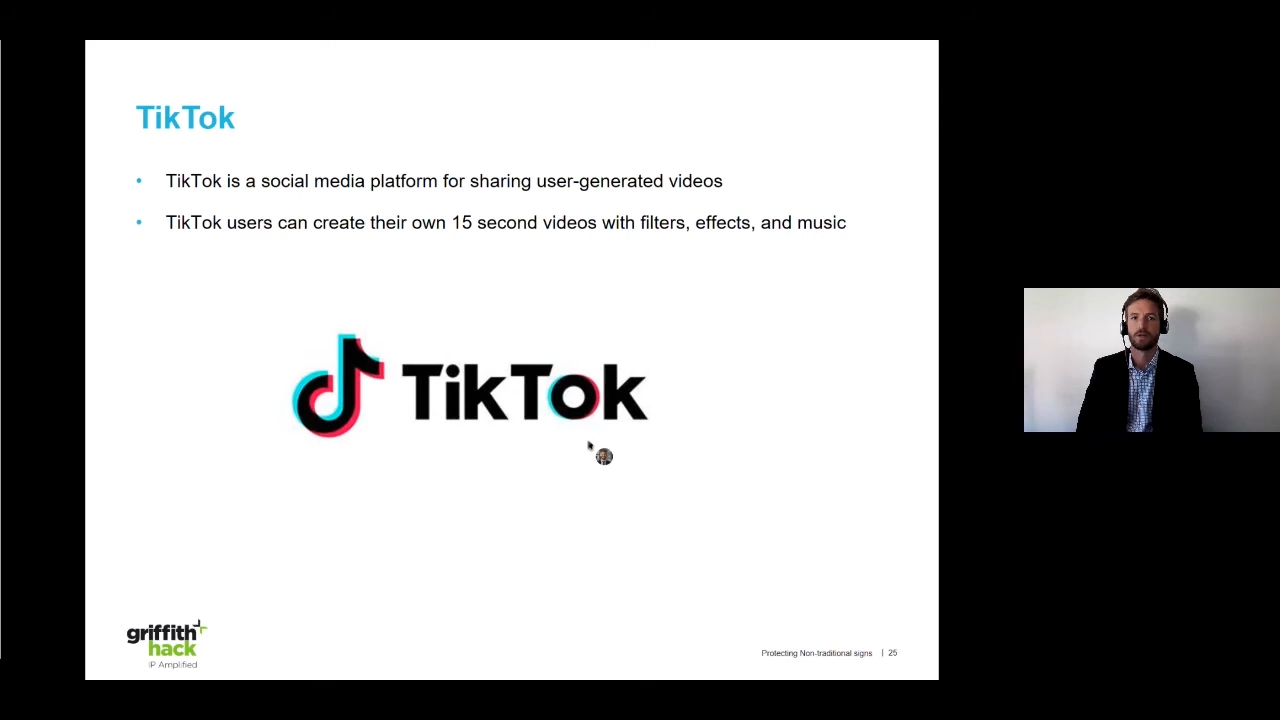 TikTok
• TikTok is a social media platform for sharing user-generated videos
• TikTok users can create their own 15 second videos with filters, effects, and music
TikTok
griffith
hack
IP Amplified
Protecting Non-traditional signs | 25